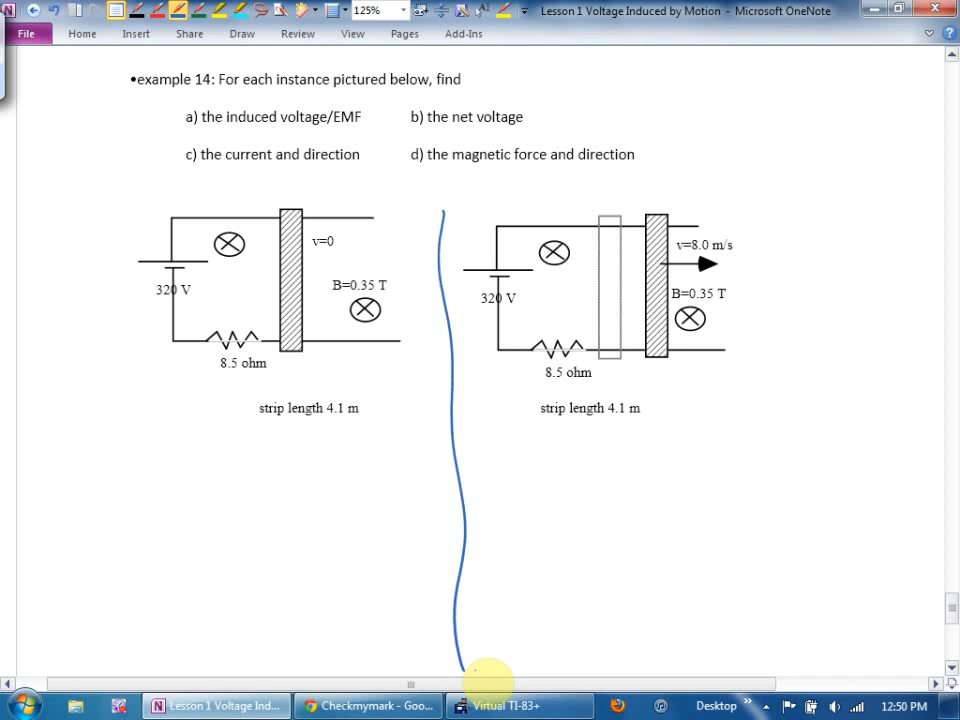 125%
Lesson 1 Voltage Induced by Motion - Microsoft OneNote
File Home Insert Share Draw Review View Pages Add-Ins
•example 14: For each instance pictured below, find
a) the induced voltage/EMF b) the net voltage
c) the current and direction d) the magnetic force and direction
v=0
B=0.35 T
320 V
8.5 ohm
strip length 4.1 m
v=8.0 m/s
B=0.35 T
320 V
8.5 ohm
strip length 4.1 m
Lesson 1 Voltage Ind... Checkmymark - Goo... Virtual TI-83+ Desktop » 12:50 PM